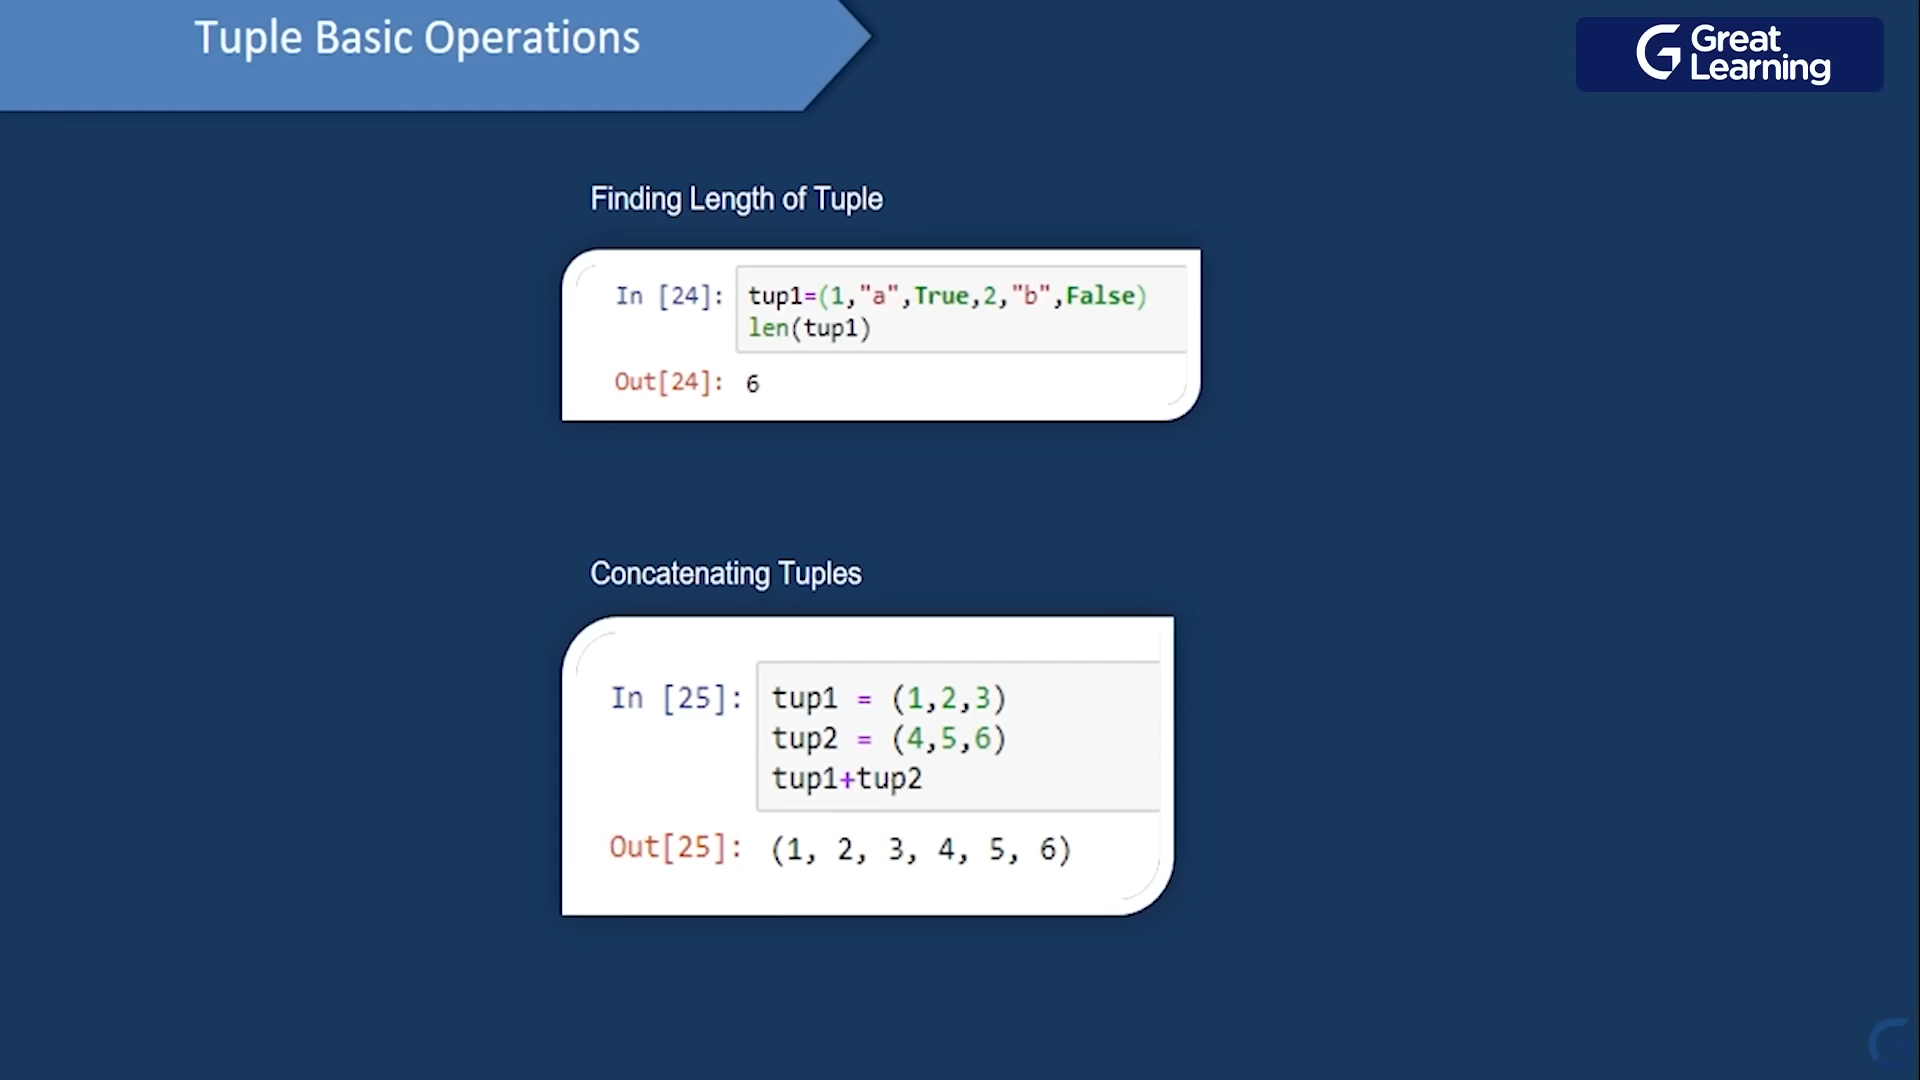 Tuple Basic Operations
Great
Learning
Finding Length of Tuple
In [24]: tup1=(1,"a",True,2,"b",False)
len(tup1)
Out[24]: 6
Concatenating Tuples
In [25]: tup1 = (1,2,3)
tup2 = (4,5,6)
tup1+tup2
Out[25]: (1, 2, 3, 4, 5, 6)